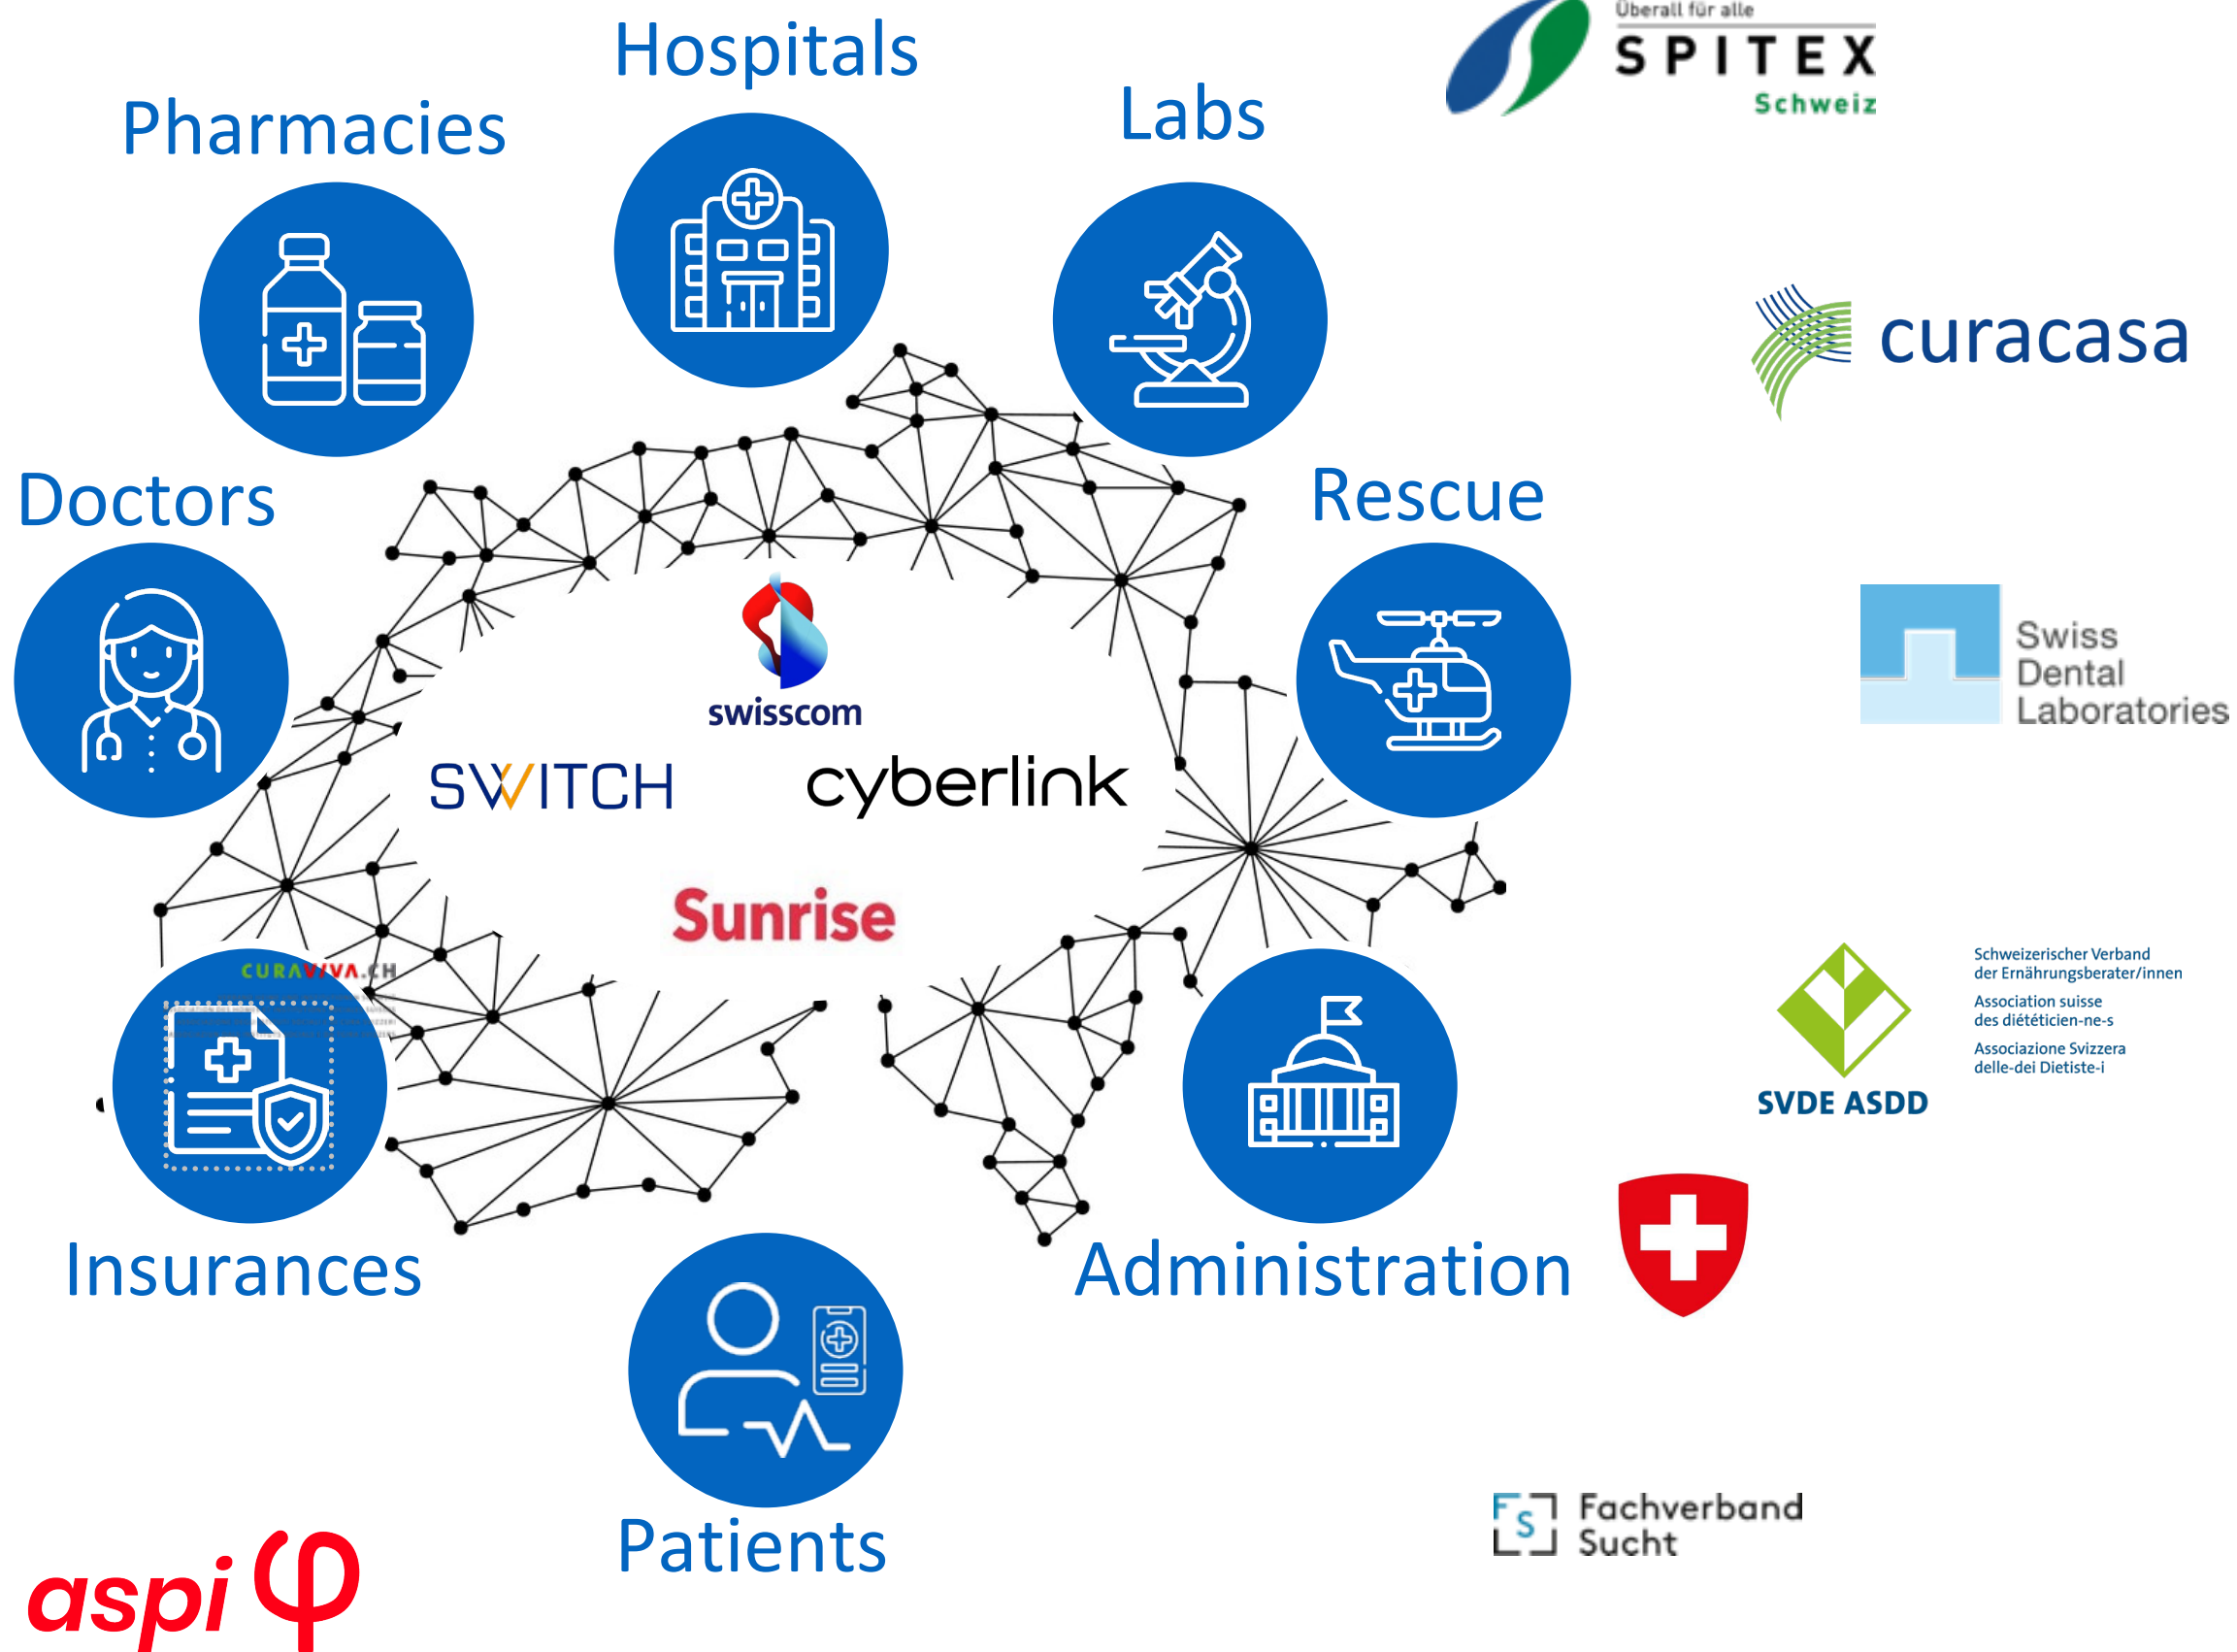 Überall für alle
SPITEX
Schweiz
Hospitals
Labs
Pharmacies
curacasa
Doctors
Rescue
swisscom
Swiss
Dental
Laboratories
SWITCH
cyberlink
Sunrise
CURAVIVA.CH
Schweizerischer Verband
der Ernährungsberater/innen
Association suisse
des diététicien-ne-s
Associazione Svizzera
delle-dei Dietiste-i
SVDE ASDD
Insurances
Administration
Patients
Fachverband
Sucht
FS
aspi φ